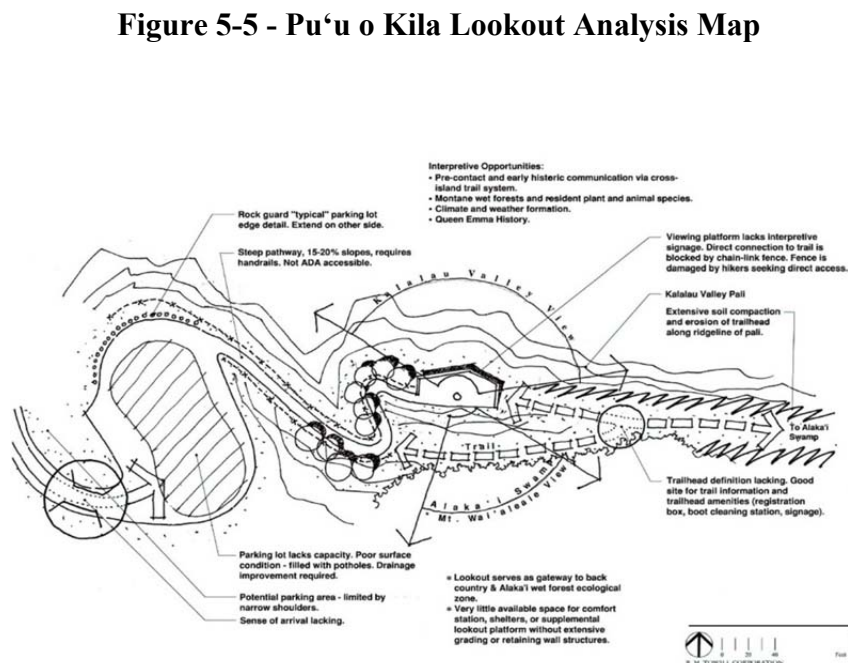 Figure 5-5 - Pu‘u o Kila Lookout Analysis Map
Interpretive Opportunities:
• Pre-contact and early histeric communication via cross-
island trail system.
• Montane wet forests and resident plant and animal species.
• Climate and weather formation.
• Queen Emma History.
Rock guard "typical" parking lot
edge detail. Extend on other side.
Steep pathway, 15-20% slopes, requires
handrails. Not ADA accessible.
Viewing platform lacks interpretive
signage. Direct connection to trail is
blocked by chain-link fence. Fence is
damaged by hikers seeking direct access.
Kalalau Valley Pali
Extensive soil compaction
and erosion of trailhead
along ridgeline of pali.
Kalalau Valley View
To Alaka'i
Swamp
Trail
Alaka'i Swamp
Mt. Wai'aleale View
Trailhead definition lacking. Good
site for trail information and
trailhead amenities (registration
box, boot cleaning station, signage).
Parking lot lacks capacity. Poor surface
condition - filled with potholes. Drainage
improvement required.
Potential parking area - limited by
narrow shoulders.
Sense of arrival lacking.
* Lookout serves as gateway to back
country & Alaka'i wet forest ecological
zone.
* Very little available space for comfort
station, shelters, or supplemental
lookout platform without extensive
grading or retaining wall structures.
0 20 40
Feet
R. M. TOWILL CORPORATION